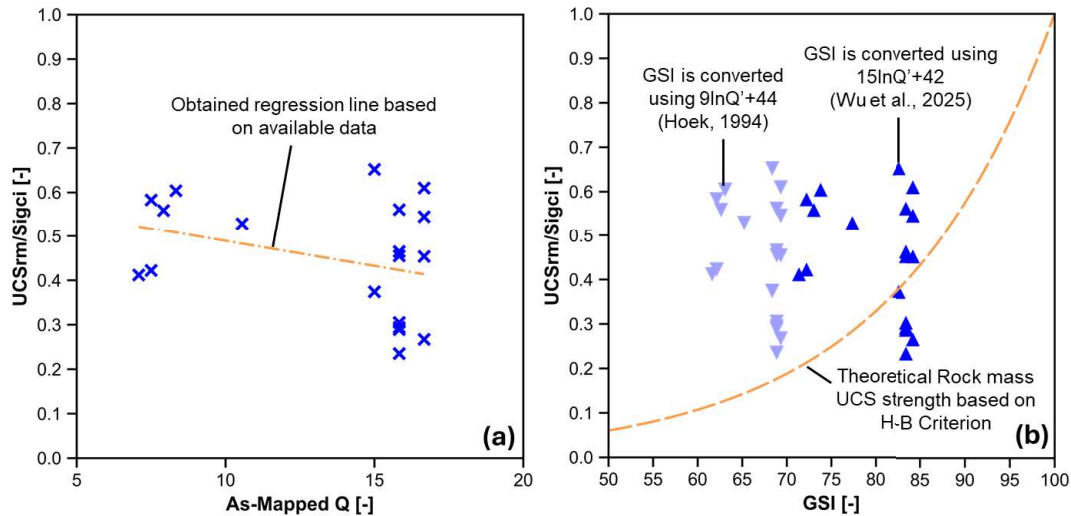 1.0
0.9
0.8
0.7
0.6
0.5
0.4
0.3
0.2
0.1
0.0
UCSrm/Sigci [-]
Obtained regression line based
on available data
(a)
5
10
15
20
As-Mapped Q [-]
1.0
0.9
0.8
0.7
0.6
0.5
0.4
0.3
0.2
0.1
0.0
UCSrm/Sigci [-]
GSI is converted
using 9lnQ'+44
(Hoek, 1994)
GSI is converted using
15lnQ'+42
(Wu et al., 2025)
Theoretical Rock mass
UCS strength based on
H-B Criterion
(b)
50
55
60
65
70
75
80
85
90
95
100
GSI [-]